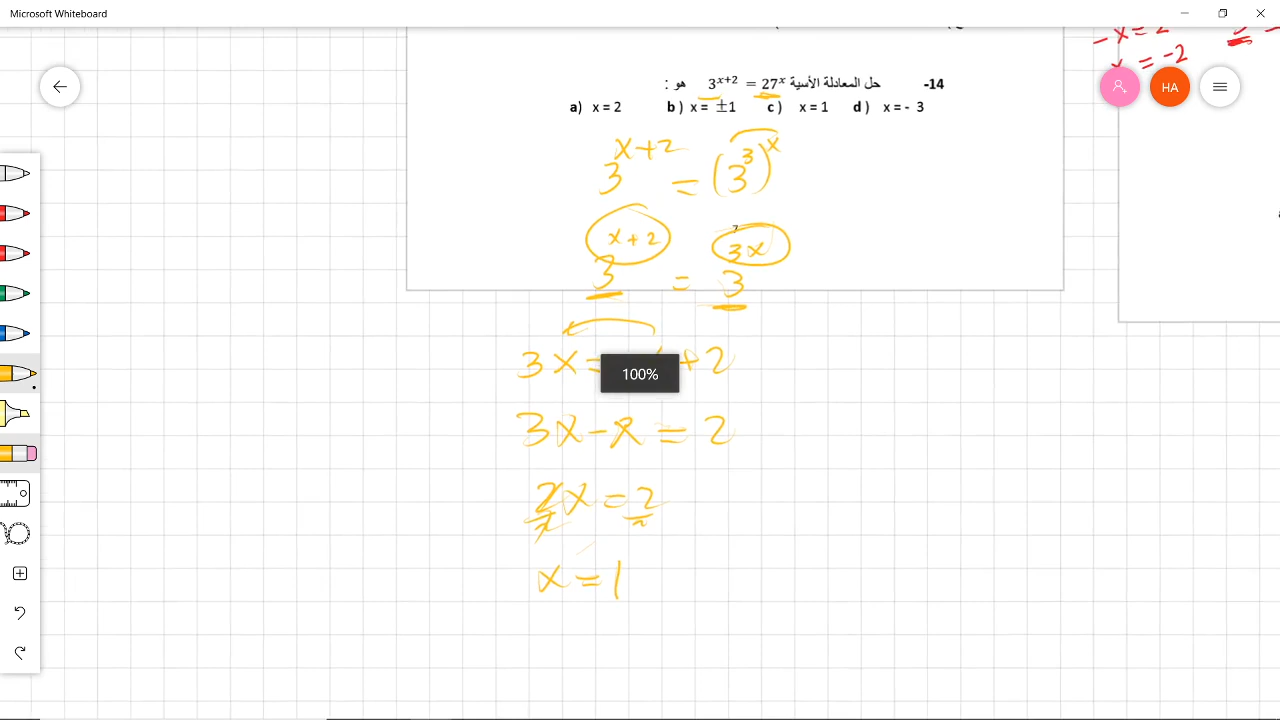 Microsoft Whiteboard
-x = 2
x = -2
HA
-14 حل المعادلة الأسية 3^{x+2} = 27^x هو :
a) x = 2 b) x = ±1 c) x = 1 d) x = - 3
3^{x+2} = (3^3)^x
3^{x+2} = 3^{3x}
3x = +2
100%
3x - x = 2
2x = 2
x = 1